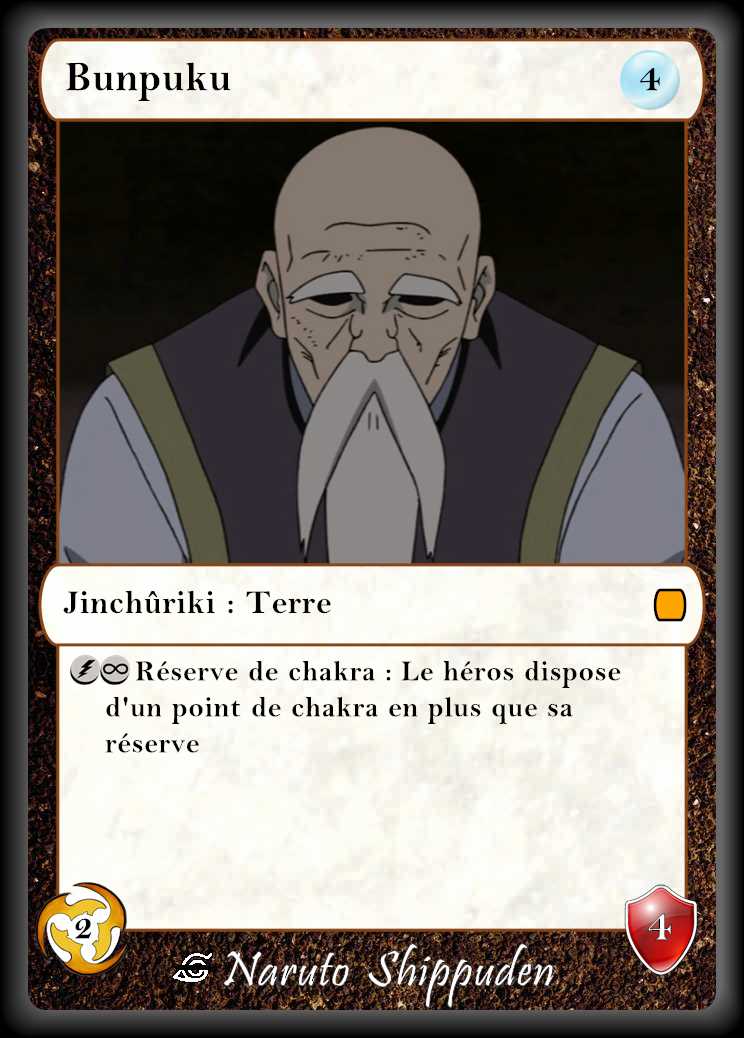 Bunpuku
4
Jinchûriki : Terre
Réserve de chakra : Le héros dispose
d'un point de chakra en plus que sa
réserve
2
4
Naruto Shippuden